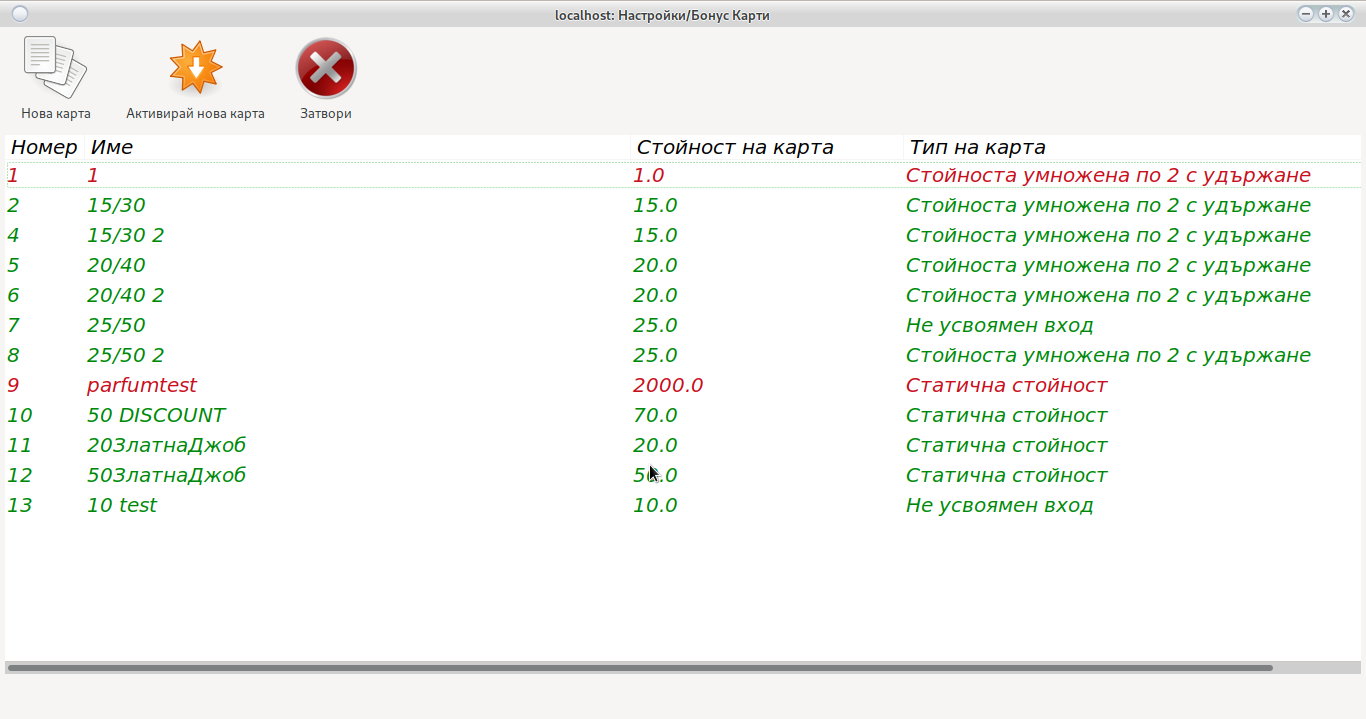 localhost: Настройки/Бонус Карти
Нова карта Активирай нова карта Затвори
Номер Име Стойност на карта Тип на карта
1 1 1.0 Стойноста умножена по 2 с удържане
2 15/30 15.0 Стойноста умножена по 2 с удържане
4 15/30 2 15.0 Стойноста умножена по 2 с удържане
5 20/40 20.0 Стойноста умножена по 2 с удържане
6 20/40 2 20.0 Стойноста умножена по 2 с удържане
7 25/50 25.0 Не усвоямен вход
8 25/50 2 25.0 Стойноста умножена по 2 с удържане
9 parfumtest 2000.0 Статична стойност
10 50 DISCOUNT 70.0 Статична стойност
11 20ЗлатнаДжоб 20.0 Статична стойност
12 50ЗлатнаДжоб 50.0 Статична стойност
13 10 test 10.0 Не усвоямен вход